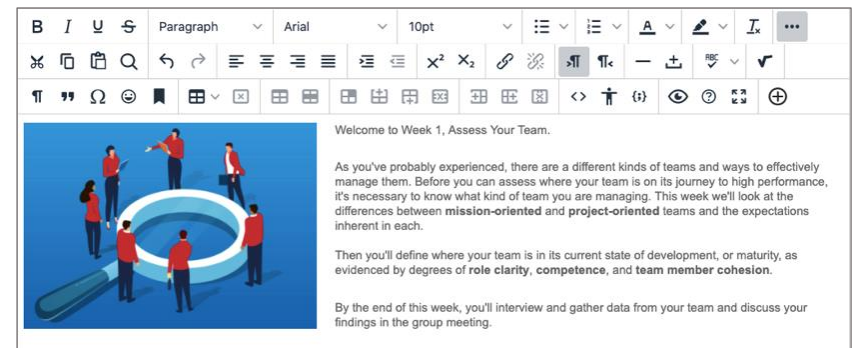 B I U S Paragraph Arial 10pt A Tx
X² X₂ ¶ ¶ ABC √
¶ Ω <> {;} ?
Welcome to Week 1, Assess Your Team.
As you've probably experienced, there are a different kinds of teams and ways to effectively
manage them. Before you can assess where your team is on its journey to high performance,
it's necessary to know what kind of team you are managing. This week we'll look at the
differences between mission-oriented and project-oriented teams and the expectations
inherent in each.
Then you'll define where your team is in its current state of development, or maturity, as
evidenced by degrees of role clarity, competence, and team member cohesion.
By the end of this week, you'll interview and gather data from your team and discuss your
findings in the group meeting.